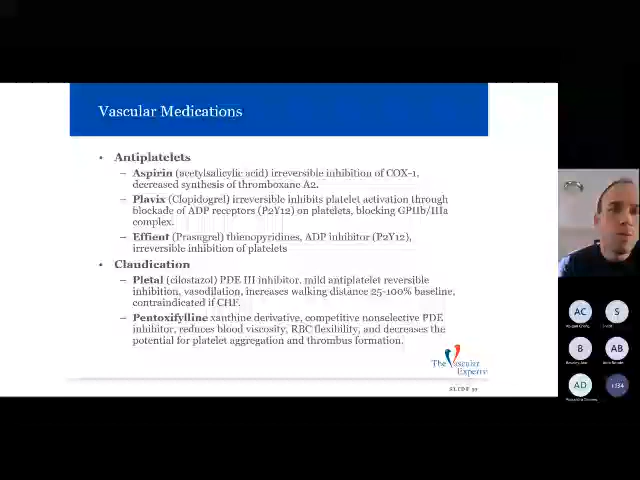 Vascular Medications
• Antiplatelets
– Aspirin (acetylsalicylic acid) irreversible inhibition of COX-1,
decreased synthesis of thromboxane A2.
– Plavix (Clopidogrel) irreversible inhibits platelet activation through
blockade of ADP receptors (P2Y12) on platelets, blocking GPIIb/IIIa
complex.
– Effient (Prasugrel) thienopyridines, ADP inhibitor (P2Y12),
irreversible inhibition of platelets
• Claudication
– Pletal (cilostazol) PDE III inhibitor, mild antiplatelet reversible
inhibition, vasodilation, increases walking distance 25-100% baseline,
contraindicated if CHF.
– Pentoxifylline xanthine derivative, competitive nonselective PDE
inhibitor, reduces blood viscosity, RBC flexibility, and decreases the
potential for platelet aggregation and thrombus formation.
The Vascular
Experts
SLIDE
AC
S
B
AB
AD
+134